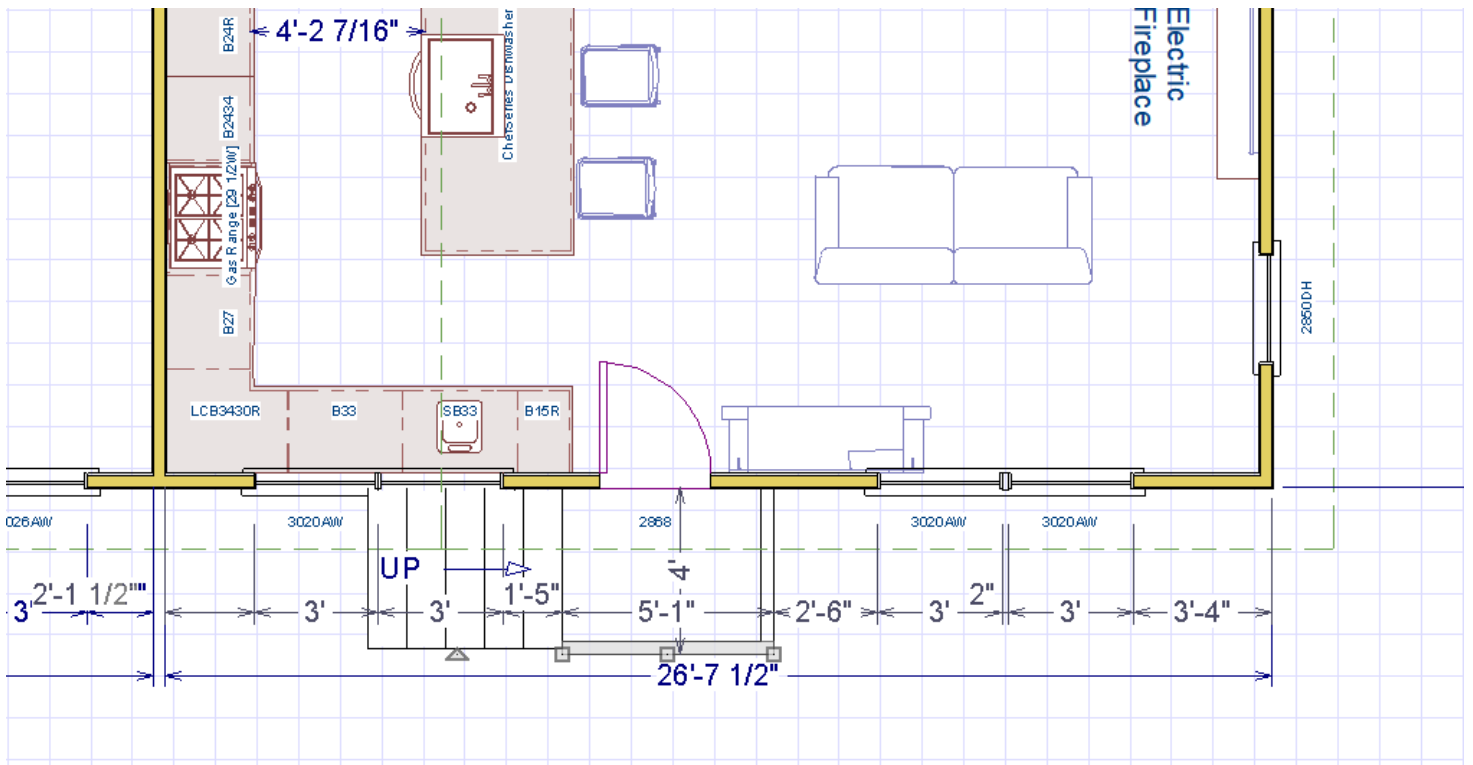 B24R
4'-2 7/16"
Chefseries Dishwasher
Electric
Fireplace
B2434
Gas Range [29 1/2W]
B27
2850DH
LCB3430R
B33
SB33
B15R
026AW
3020AW
2868
3020AW
3020AW
UP
4'
3'
2'-1 1/2"
3'
3'
1'-5"
5'-1"
2'-6"
3'
2"
3'
3'-4"
26'-7 1/2"